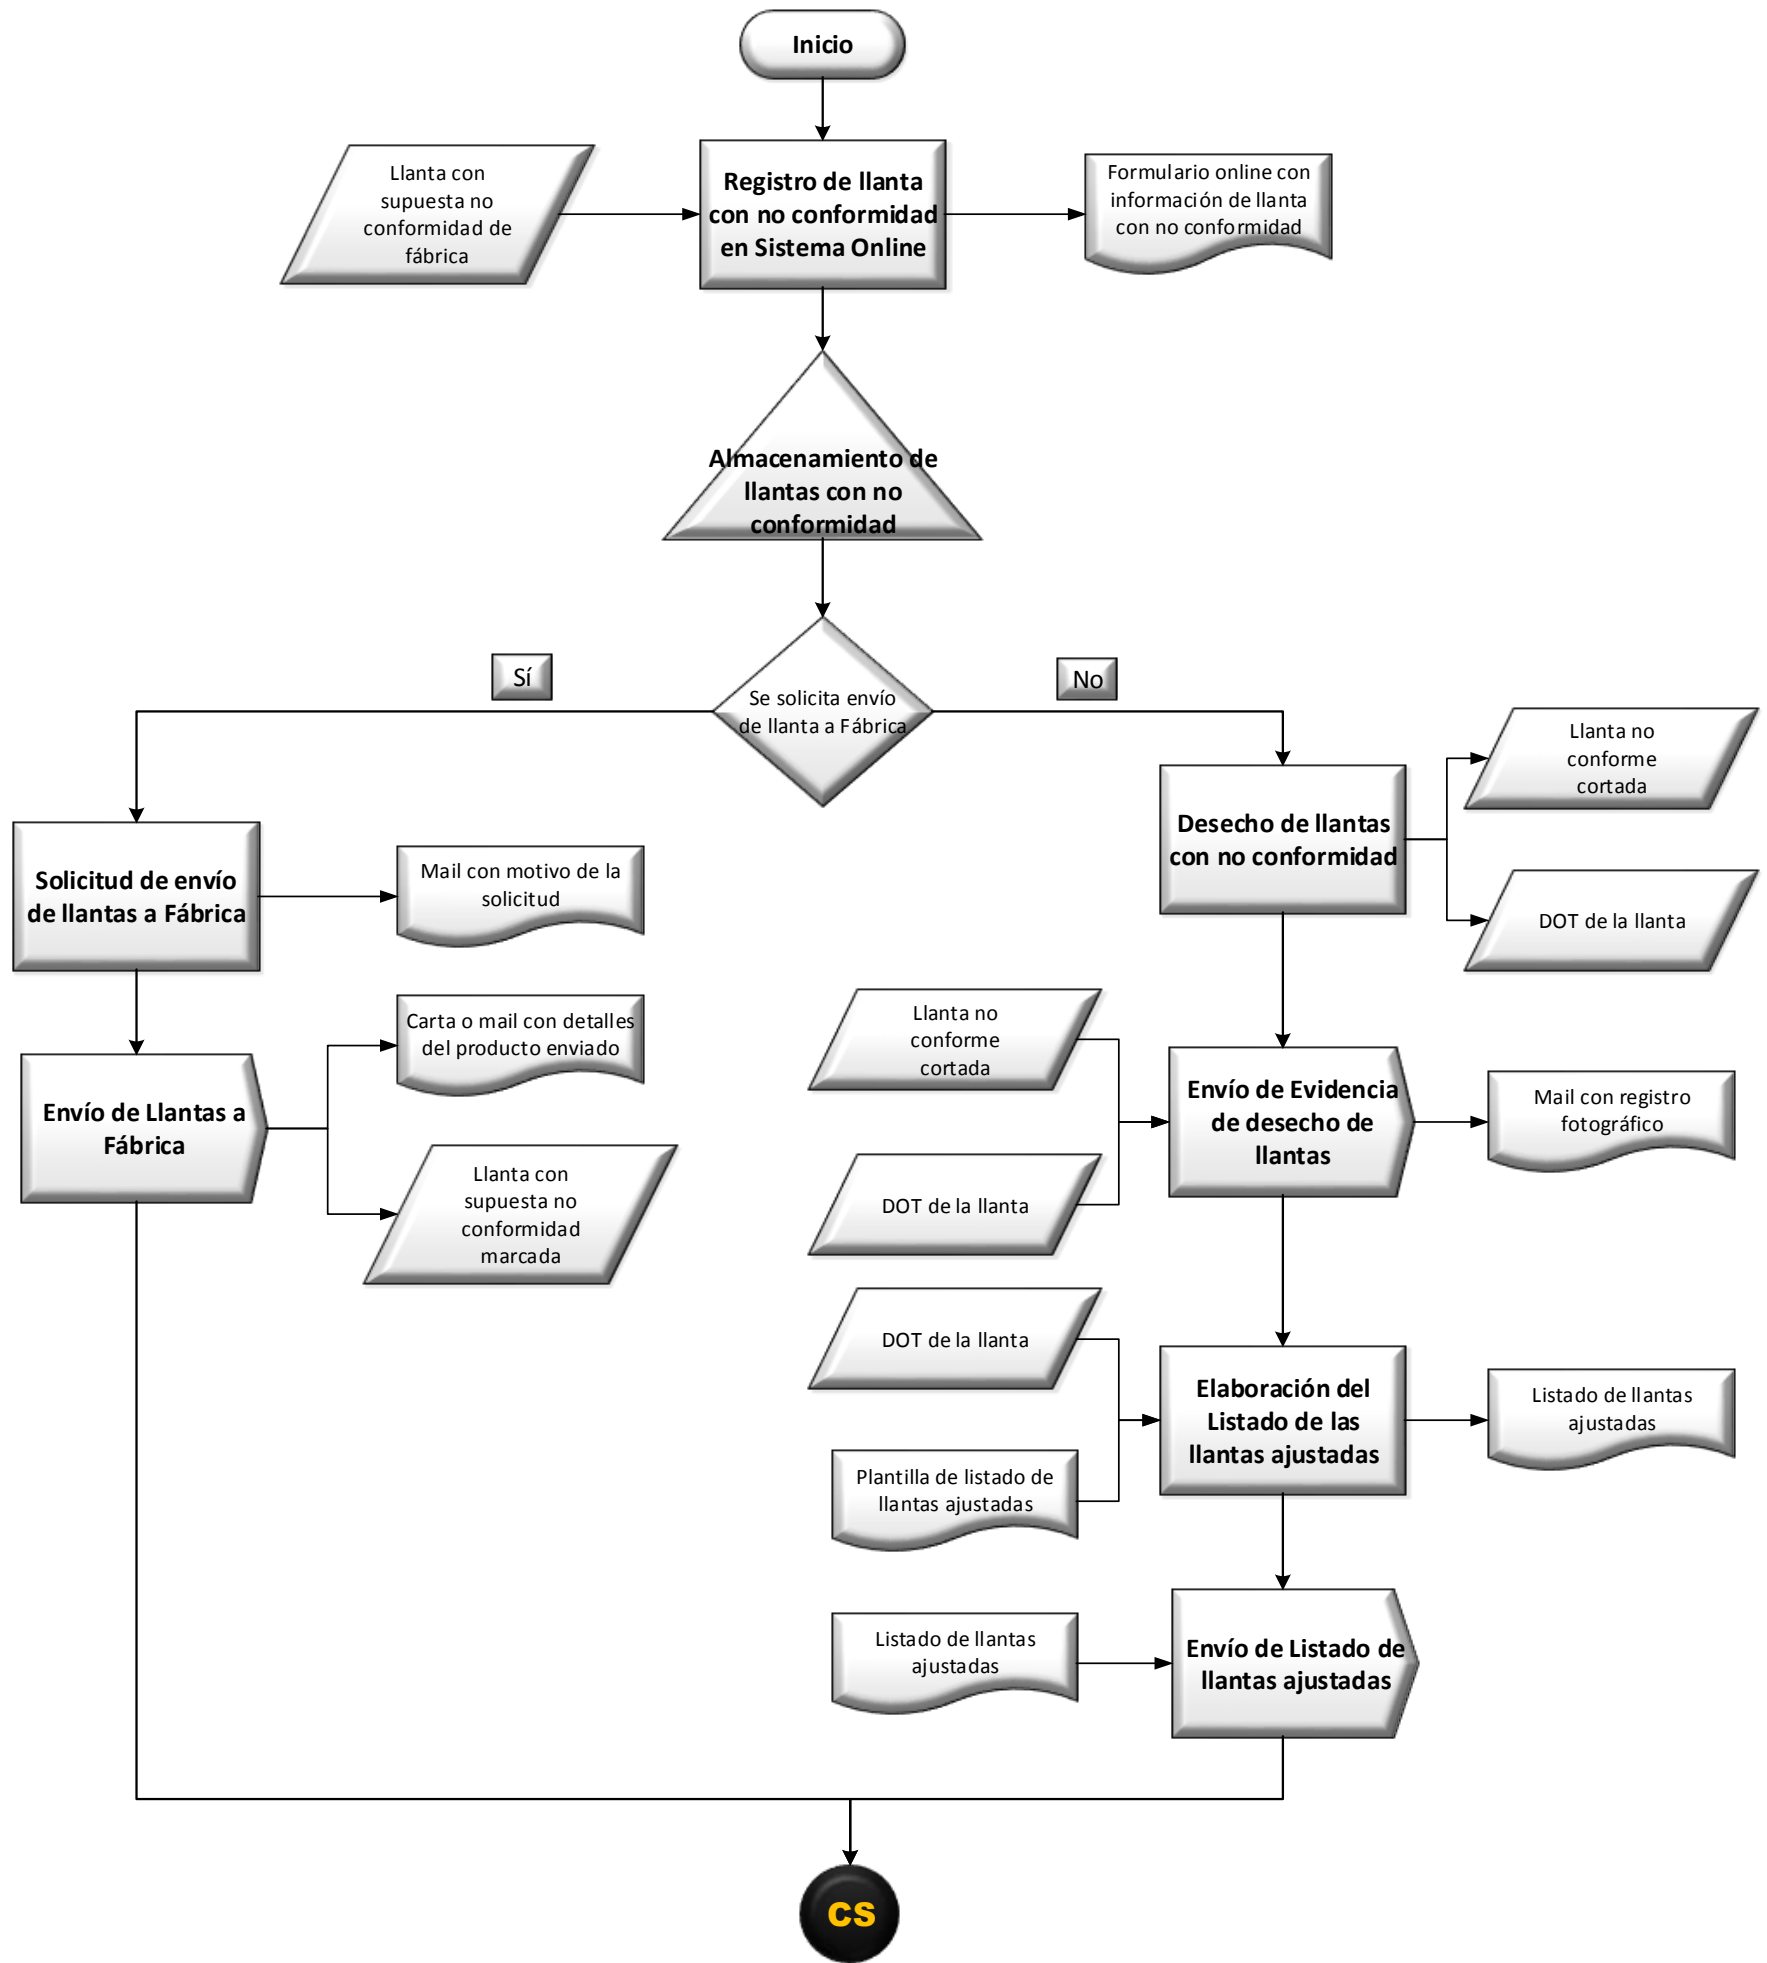 Inicio
Llanta con
supuesta no
conformidad de
fábrica
Registro de llanta
con no conformidad
en Sistema Online
Formulario online con
información de llanta
con no conformidad
Almacenamiento de
llantas con no
conformidad
Se solicita envío
de llanta a Fábrica
Sí
No
Solicitud de envío
de llantas a Fábrica
Mail con motivo de la
solicitud
Envío de Llantas a
Fábrica
Carta o mail con detalles
del producto enviado
Llanta con
supuesta no
conformidad
marcada
Desecho de llantas
con no conformidad
Llanta no
conforme
cortada
DOT de la llanta
Llanta no
conforme
cortada
DOT de la llanta
Envío de Evidencia
de desecho de
llantas
Mail con registro
fotográfico
DOT de la llanta
Plantilla de listado de
llantas ajustadas
Elaboración del
Listado de las
llantas ajustadas
Listado de llantas
ajustadas
Listado de llantas
ajustadas
Envío de Listado de
llantas ajustadas
CS